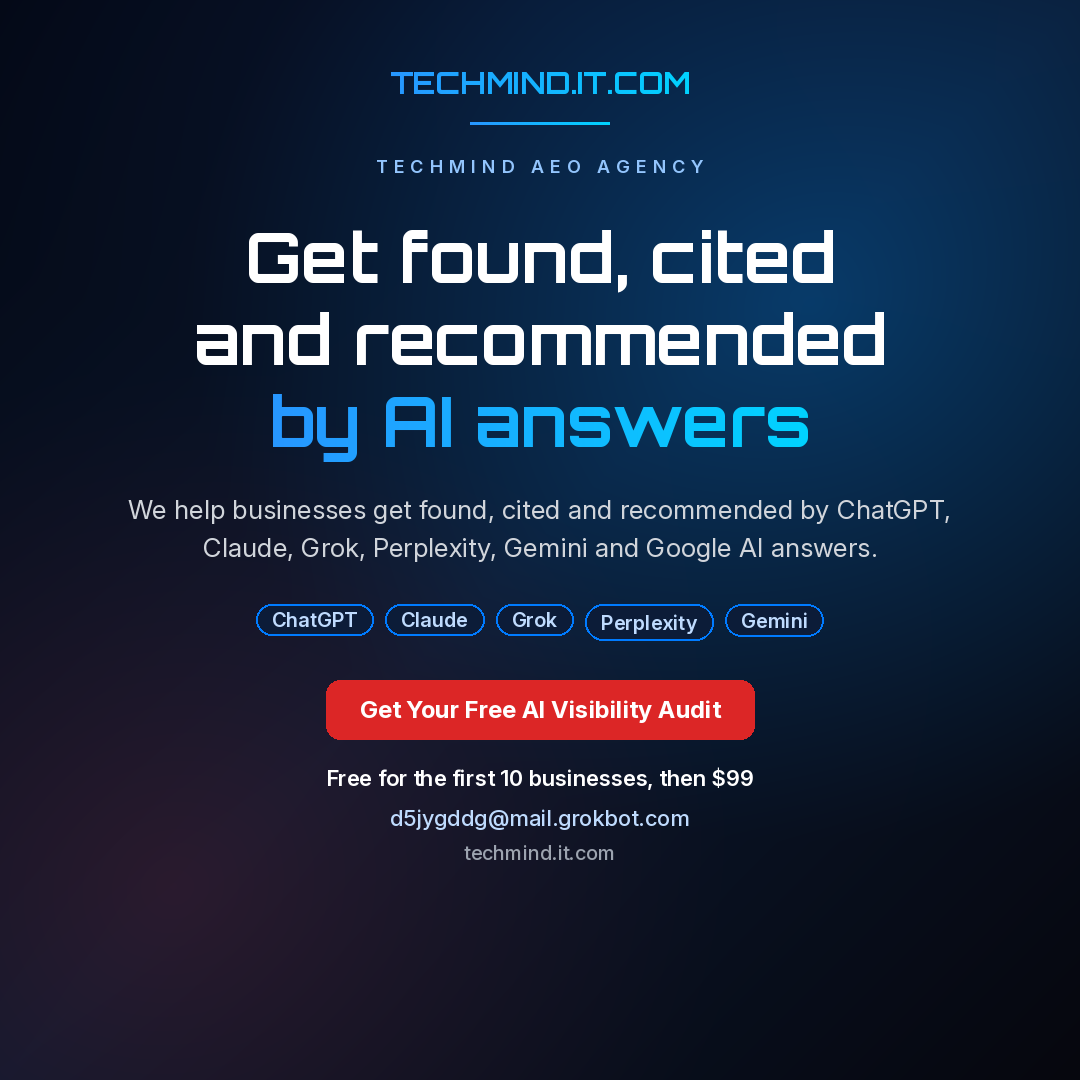 TECHMIND.IT.COM
TECHMIND AEO AGENCY
Get found, cited
and recommended
by AI answers
We help businesses get found, cited and recommended by ChatGPT,
Claude, Grok, Perplexity, Gemini and Google AI answers.
ChatGPT Claude Grok Perplexity Gemini
Get Your Free AI Visibility Audit
Free for the first 10 businesses, then $99
d5jygddg@mail.grokbot.com
techmind.it.com